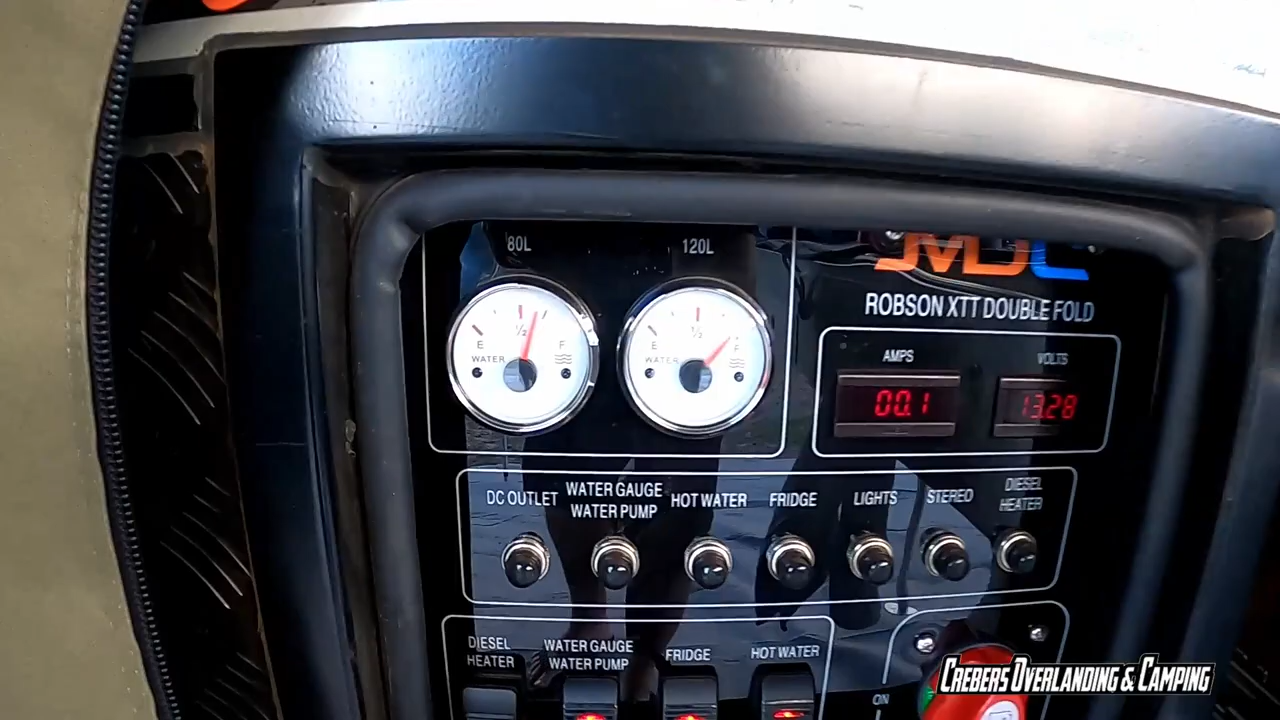 80L
120L
MDC
ROBSON XTT DOUBLE FOLD
½
E
F
WATER
½
E
F
WATER
AMPS
VOLTS
00.1
13.28
DC OUTLET
WATER GAUGE
WATER PUMP
HOT WATER
FRIDGE
LIGHTS
STEREO
DIESEL
HEATER
DIESEL
HEATER
WATER GAUGE
WATER PUMP
FRIDGE
HOT WATER
ON
CREBERS OVERLANDING & CAMPING